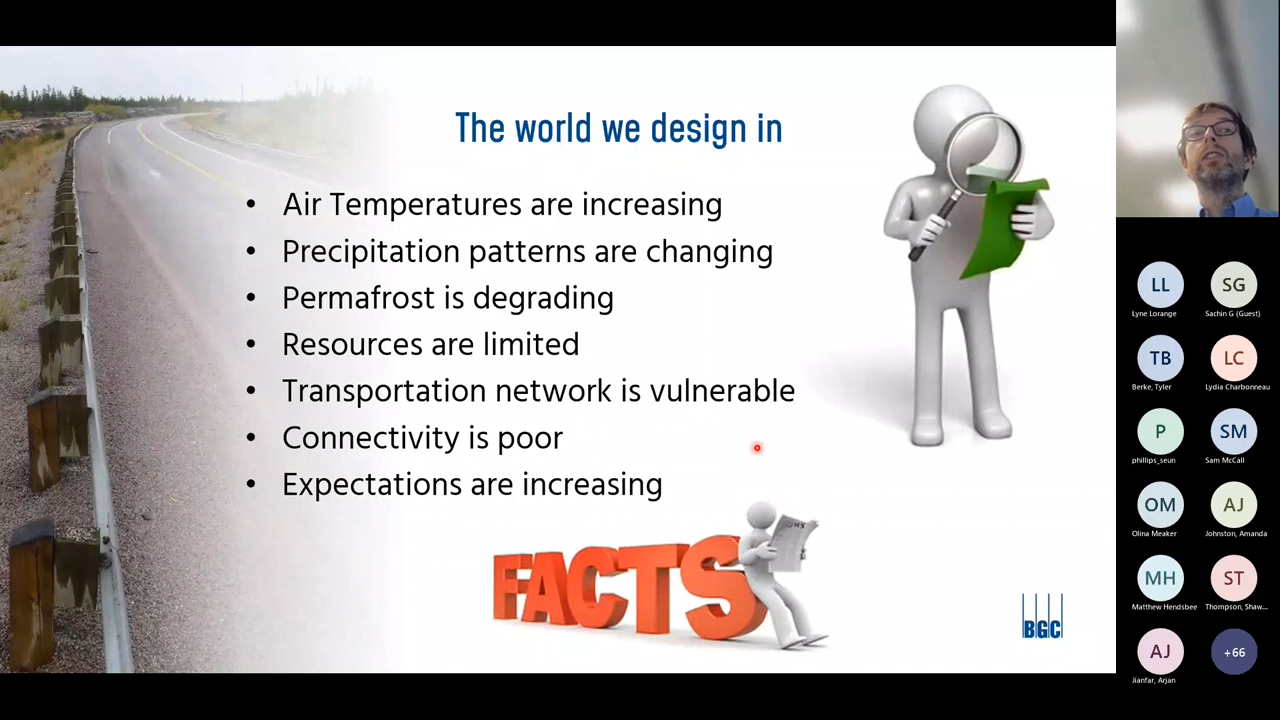 The world we design in
• Air Temperatures are increasing
• Precipitation patterns are changing
• Permafrost is degrading
• Resources are limited
• Transportation network is vulnerable
• Connectivity is poor
• Expectations are increasing
FACTS
BGC
LL
Lyne Lorange
SG
Sachin G (Guest)
TB
Berke, Tyler
LC
Lydia Charbonneau
P
phillips_seun
SM
Sam McCall
OM
Olina Meaker
AJ
Johnston, Amanda
MH
Matthew Hendsbee
ST
Thompson, Shaw...
AJ
Jianfar, Arjan
+66